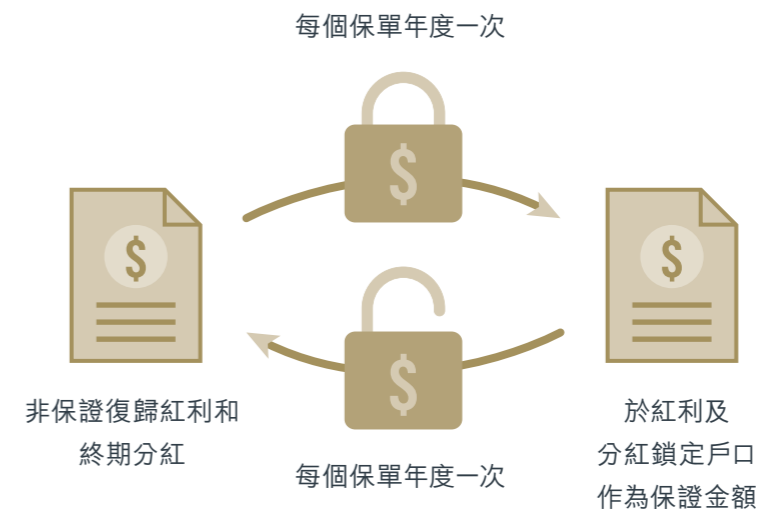 每個保單年度一次
$
$
$
$
非保證復歸紅利和
終期分紅
每個保單年度一次
於紅利及
分紅鎖定戶口
作為保證金額